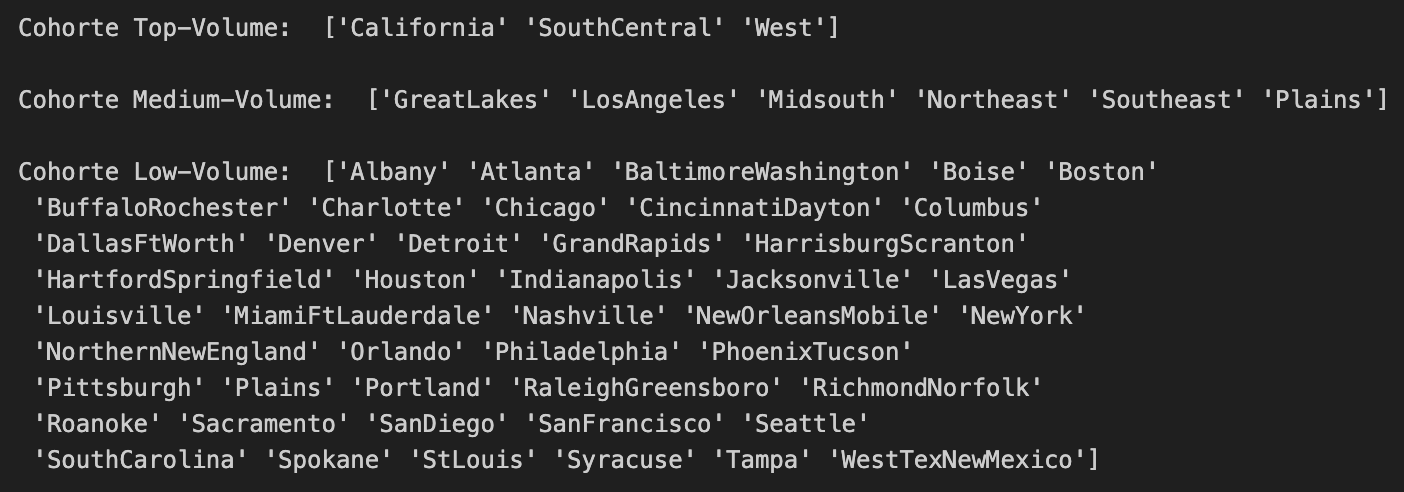 Cohorte Top-Volume:  ['California' 'SouthCentral' 'West']
Cohorte Medium-Volume:  ['GreatLakes' 'LosAngeles' 'Midsouth' 'Northeast' 'Southeast' 'Plains']
Cohorte Low-Volume:  ['Albany' 'Atlanta' 'BaltimoreWashington' 'Boise' 'Boston'
 'BuffaloRochester' 'Charlotte' 'Chicago' 'CincinnatiDayton' 'Columbus'
 'DallasFtWorth' 'Denver' 'Detroit' 'GrandRapids' 'HarrisburgScranton'
 'HartfordSpringfield' 'Houston' 'Indianapolis' 'Jacksonville' 'LasVegas'
 'Louisville' 'MiamiFtLauderdale' 'Nashville' 'NewOrleansMobile' 'NewYork'
 'NorthernNewEngland' 'Orlando' 'Philadelphia' 'PhoenixTucson'
 'Pittsburgh' 'Plains' 'Portland' 'RaleighGreensboro' 'RichmondNorfolk'
 'Roanoke' 'Sacramento' 'SanDiego' 'SanFrancisco' 'Seattle'
 'SouthCarolina' 'Spokane' 'StLouis' 'Syracuse' 'Tampa' 'WestTexNewMexico']